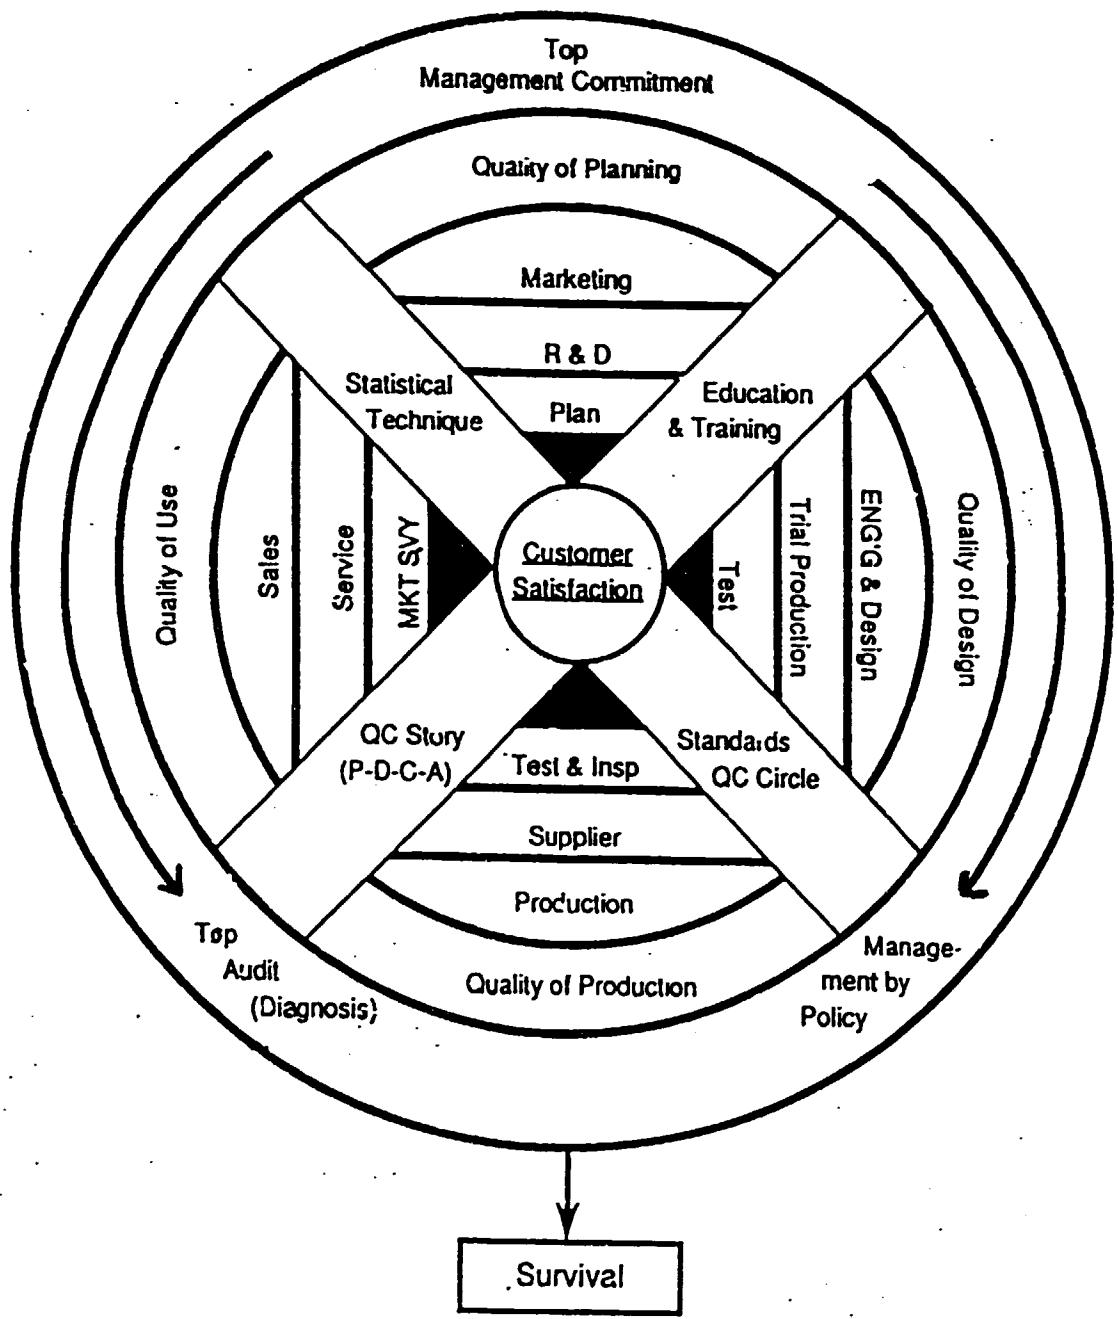 Top
Management Commitment
Quality of Planning
Marketing
R & D
Plan
Statistical
Technique
Education
& Training
Quality of Use
Sales
Service
MKT SVY
Customer
Satisfaction
Test
Trial Production
ENG'G & Design
Quality of Design
QC Story
(P-D-C-A)
Standards
QC Circle
Test & Insp
Supplier
Production
Quality of Production
Top
Audit
(Diagnosis)
Manage-
ment by
Policy
Survival